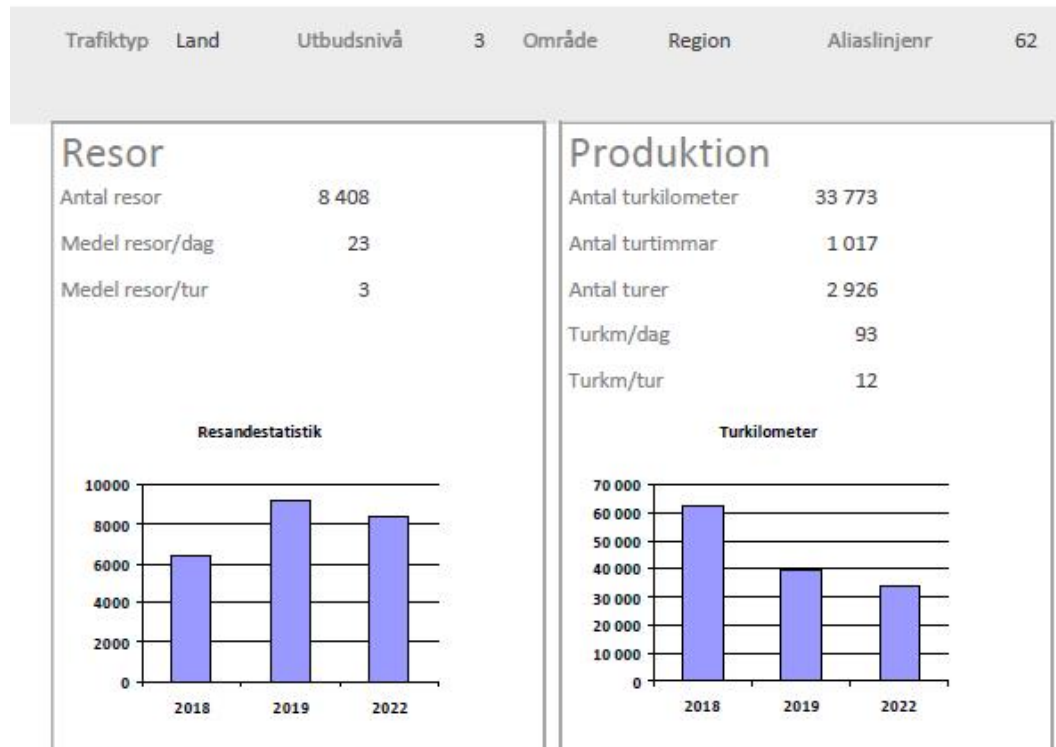 Trafiktyp Land Utbudsnivå 3 Område Region Aliaslinjenr 62
Resor
Antal resor 8 408
Medel resor/dag 23
Medel resor/tur 3
Resandestatistik
10000
8000
6000
4000
2000
0
2018 2019 2022
Produktion
Antal turkilometer 33 773
Antal turtimmar 1 017
Antal turer 2 926
Turkm/dag 93
Turkm/tur 12
Turkilometer
70 000
60 000
50 000
40 000
30 000
20 000
10 000
0
2018 2019 2022